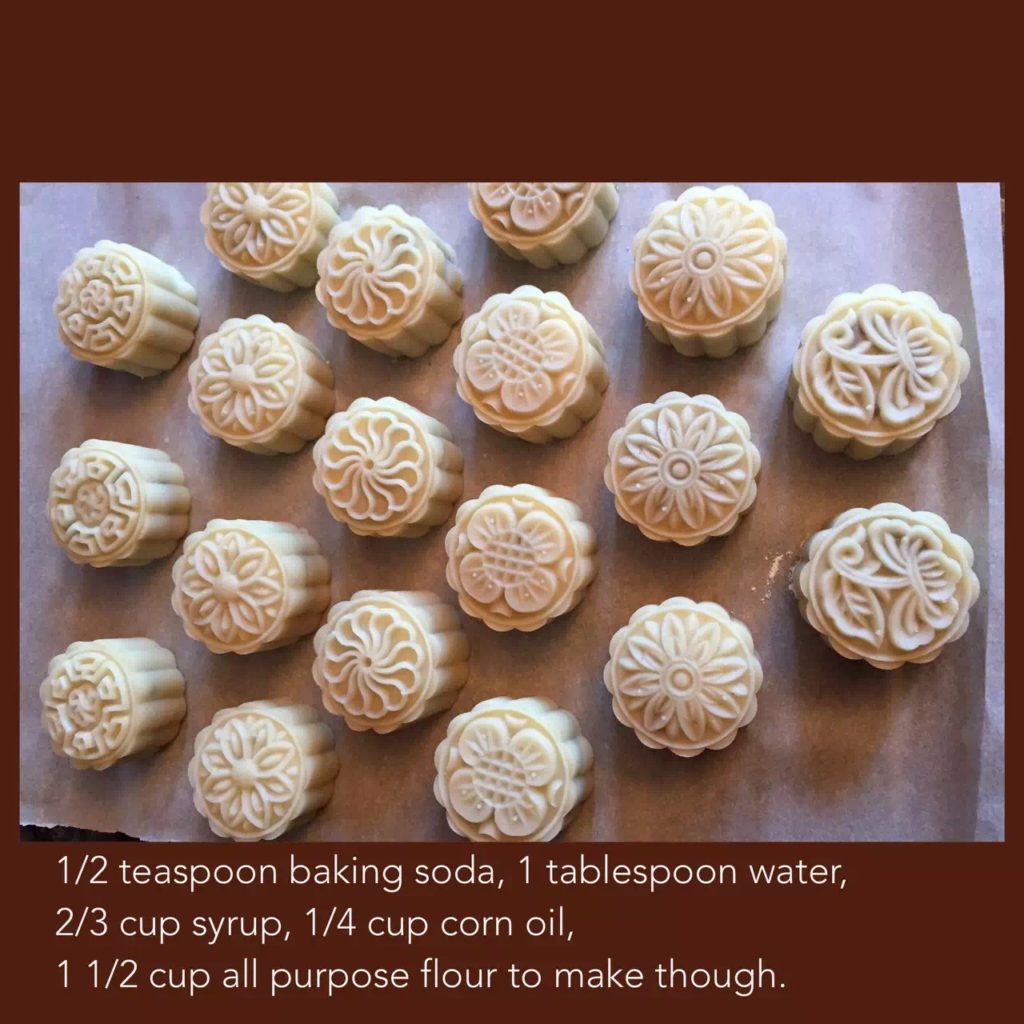 1/2 teaspoon baking soda, 1 tablespoon water,
2/3 cup syrup, 1/4 cup corn oil,
1 1/2 cup all purpose flour to make though.